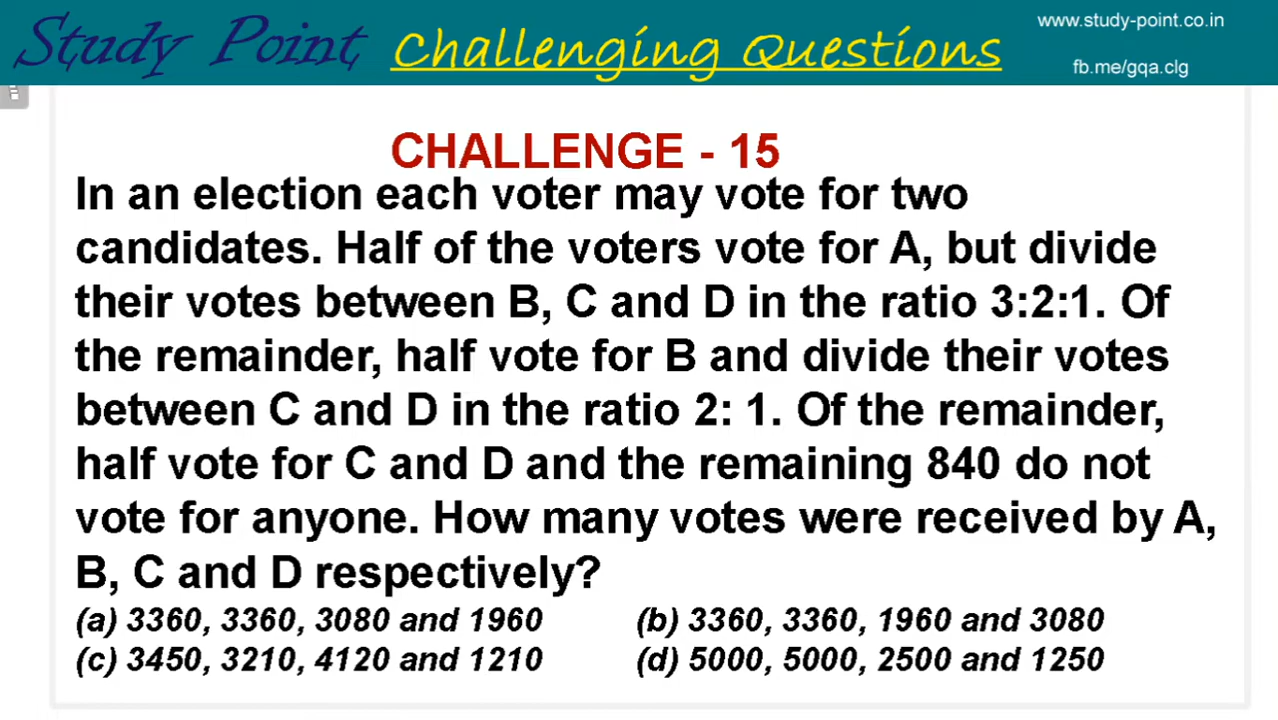 Study Point Challenging Questions
www.study-point.co.in
fb.me/gqa.clg
CHALLENGE - 15
In an election each voter may vote for two
candidates. Half of the voters vote for A, but divide
their votes between B, C and D in the ratio 3:2:1. Of
the remainder, half vote for B and divide their votes
between C and D in the ratio 2: 1. Of the remainder,
half vote for C and D and the remaining 840 do not
vote for anyone. How many votes were received by A,
B, C and D respectively?
(a) 3360, 3360, 3080 and 1960 (b) 3360, 3360, 1960 and 3080
(c) 3450, 3210, 4120 and 1210 (d) 5000, 5000, 2500 and 1250